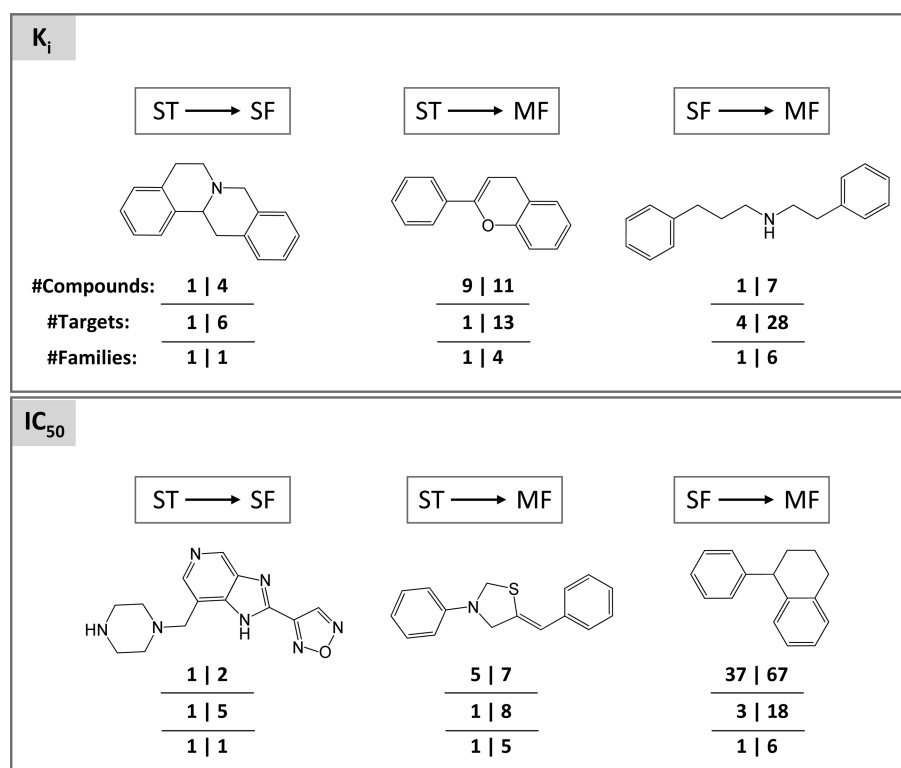 Ki
ST → SF
ST → MF
SF → MF
N
O
N
H
#Compounds: 1 | 4 9 | 11 1 | 7
#Targets: 1 | 6 1 | 13 4 | 28
#Families: 1 | 1 1 | 4 1 | 6
IC50
ST → SF
ST → MF
SF → MF
N
N
S
N
HN
N
N
H
N
N
O
1 | 2 5 | 7 37 | 67
1 | 5 1 | 8 3 | 18
1 | 1 1 | 5 1 | 6